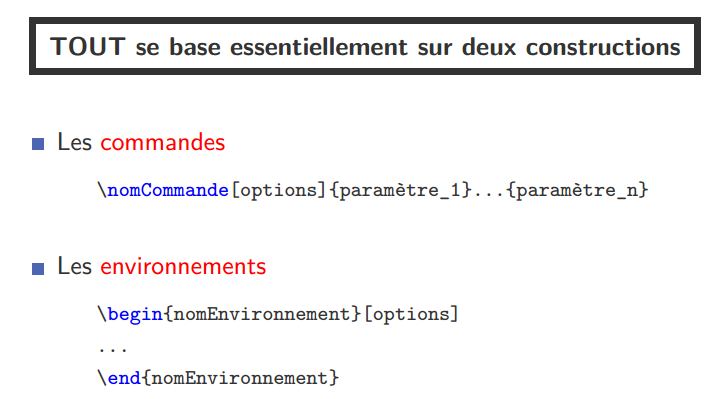 TOUT se base essentiellement sur deux constructions
Les commandes
\nomCommande[options]{paramètre_1}...{paramètre_n}
Les environnements
\begin{nomEnvironnement}[options]
...
\end{nomEnvironnement}